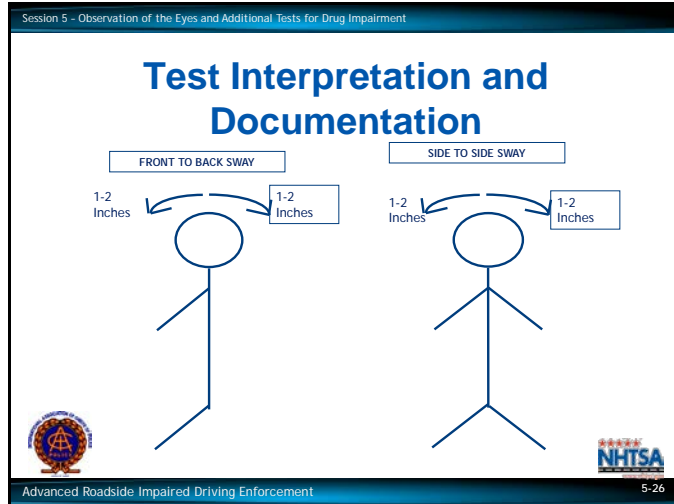 Session 5 - Observation of the Eyes and Additional Tests for Drug Impairment
Test Interpretation and
Documentation
FRONT TO BACK SWAY
SIDE TO SIDE SWAY
1-2
Inches
1-2
Inches
1-2
Inches
1-2
Inches
POLICE
NHTSA
Advanced Roadside Impaired Driving Enforcement
5-26